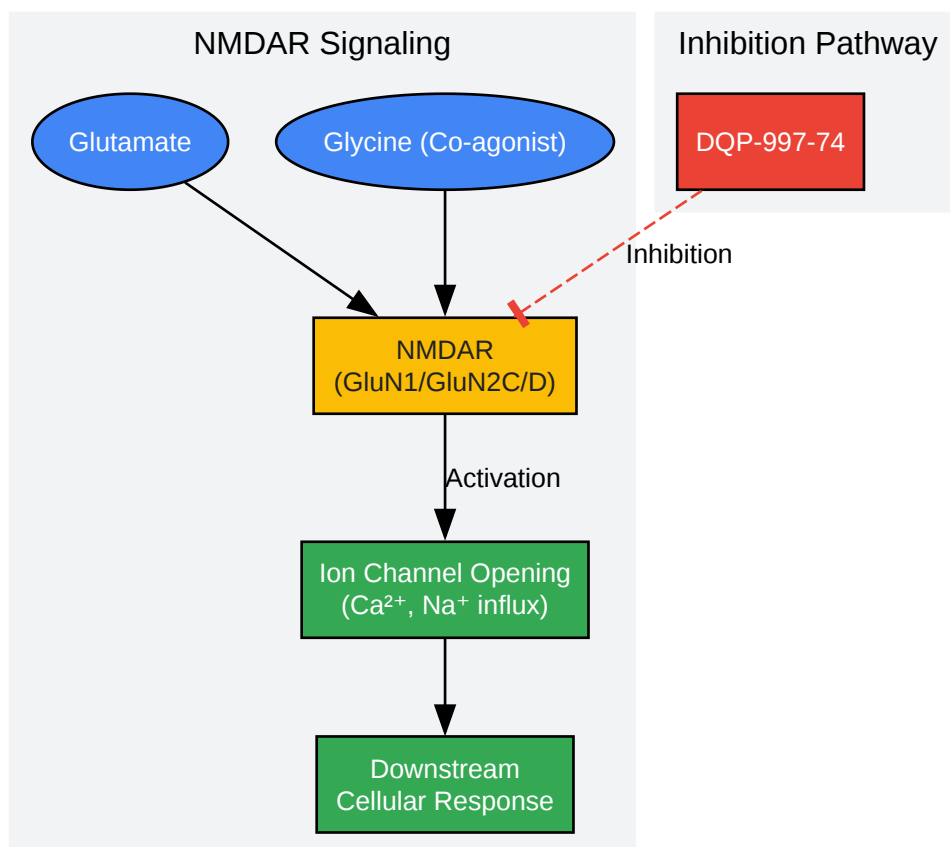 NMDAR Signaling
Inhibition Pathway
Glutamate
Glycine (Co-agonist)
DQP-997-74
Inhibition
NMDAR
(GluN1/GluN2C/D)
Activation
Ion Channel Opening
(Ca²⁺, Na⁺ influx)
Downstream
Cellular Response